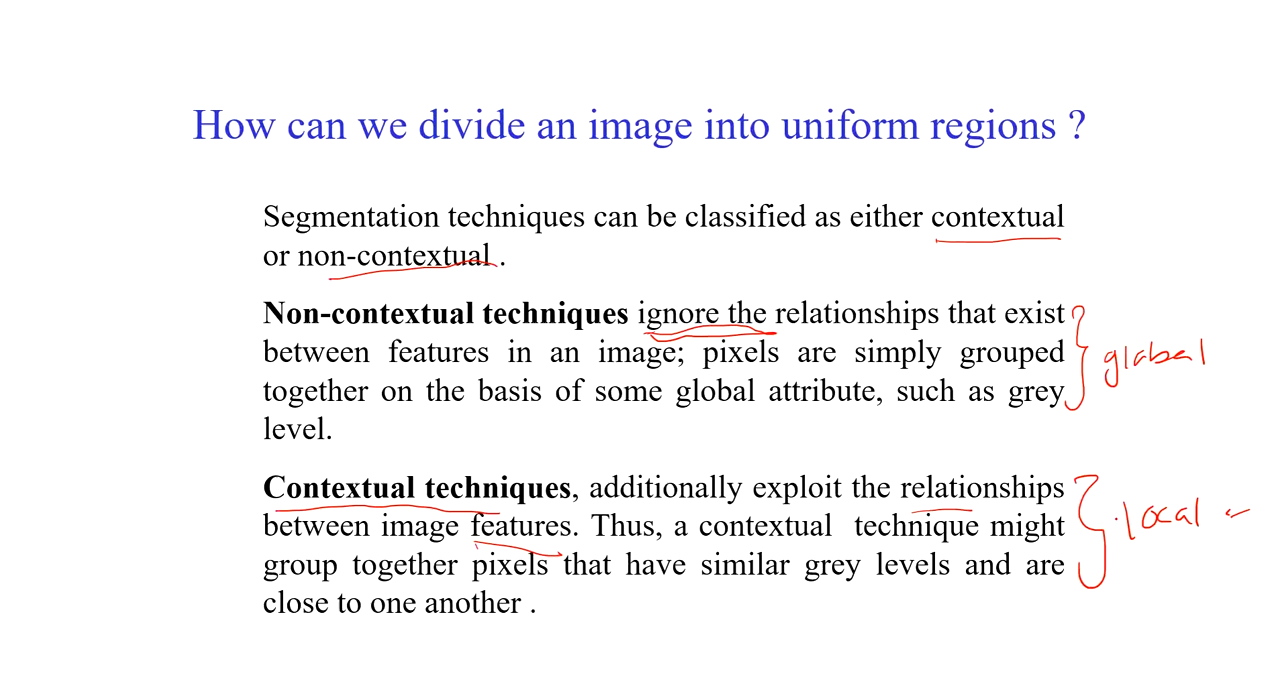 How can we divide an image into uniform regions ?
Segmentation techniques can be classified as either contextual
or non-contextual .
Non-contextual techniques ignore the relationships that exist
between features in an image; pixels are simply grouped
together on the basis of some global attribute, such as grey
level.
global
Contextual techniques, additionally exploit the relationships
between image features. Thus, a contextual technique might
group together pixels that have similar grey levels and are
close to one another .
local